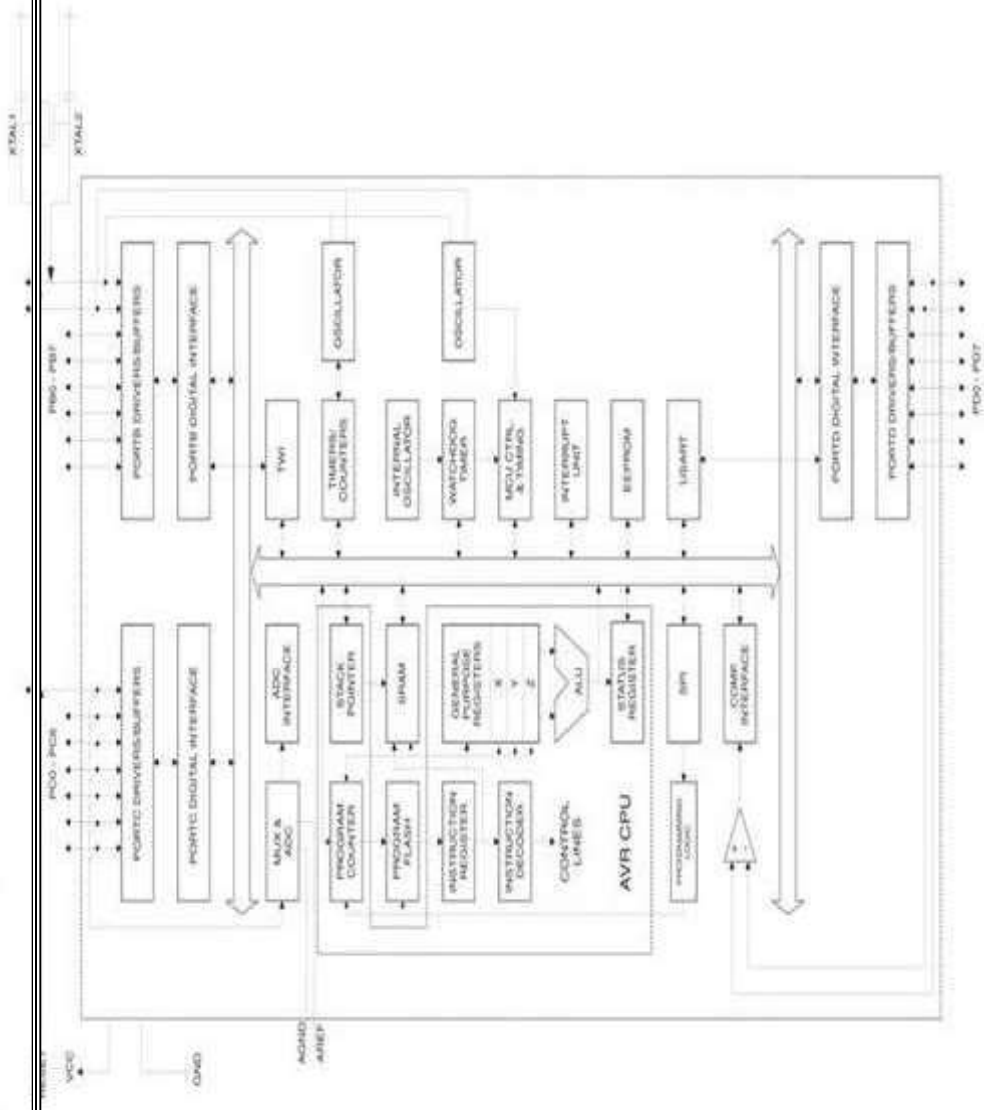 XTAL1
RESET
VCC
PC0 - PC6
PB0 - PB7
XTAL2
GND
PORTC DRIVERS/BUFFERS
PORTB DRIVERS/BUFFERS
PORTC DIGITAL INTERFACE
PORTB DIGITAL INTERFACE
MUX &
ADC
ADC
INTERFACE
TWI
AGND
AREF
PROGRAM
COUNTER
STACK
POINTER
TIMERS/
COUNTERS
OSCILLATOR
PROGRAM
FLASH
SRAM
INTERNAL
OSCILLATOR
INSTRUCTION
REGISTER
GENERAL
PURPOSE
REGISTERS
X
Y
Z
WATCHDOG
TIMER
OSCILLATOR
INSTRUCTION
DECODER
MCU CTRL.
& TIMING
CONTROL
LINES
ALU
INTERRUPT
UNIT
AVR CPU
STATUS
REGISTER
EEPROM
PROGRAMMING
LOGIC
SPI
USART
+
-
COMP.
INTERFACE
PORTD DIGITAL INTERFACE
PORTD DRIVERS/BUFFERS
PD0 - PD7